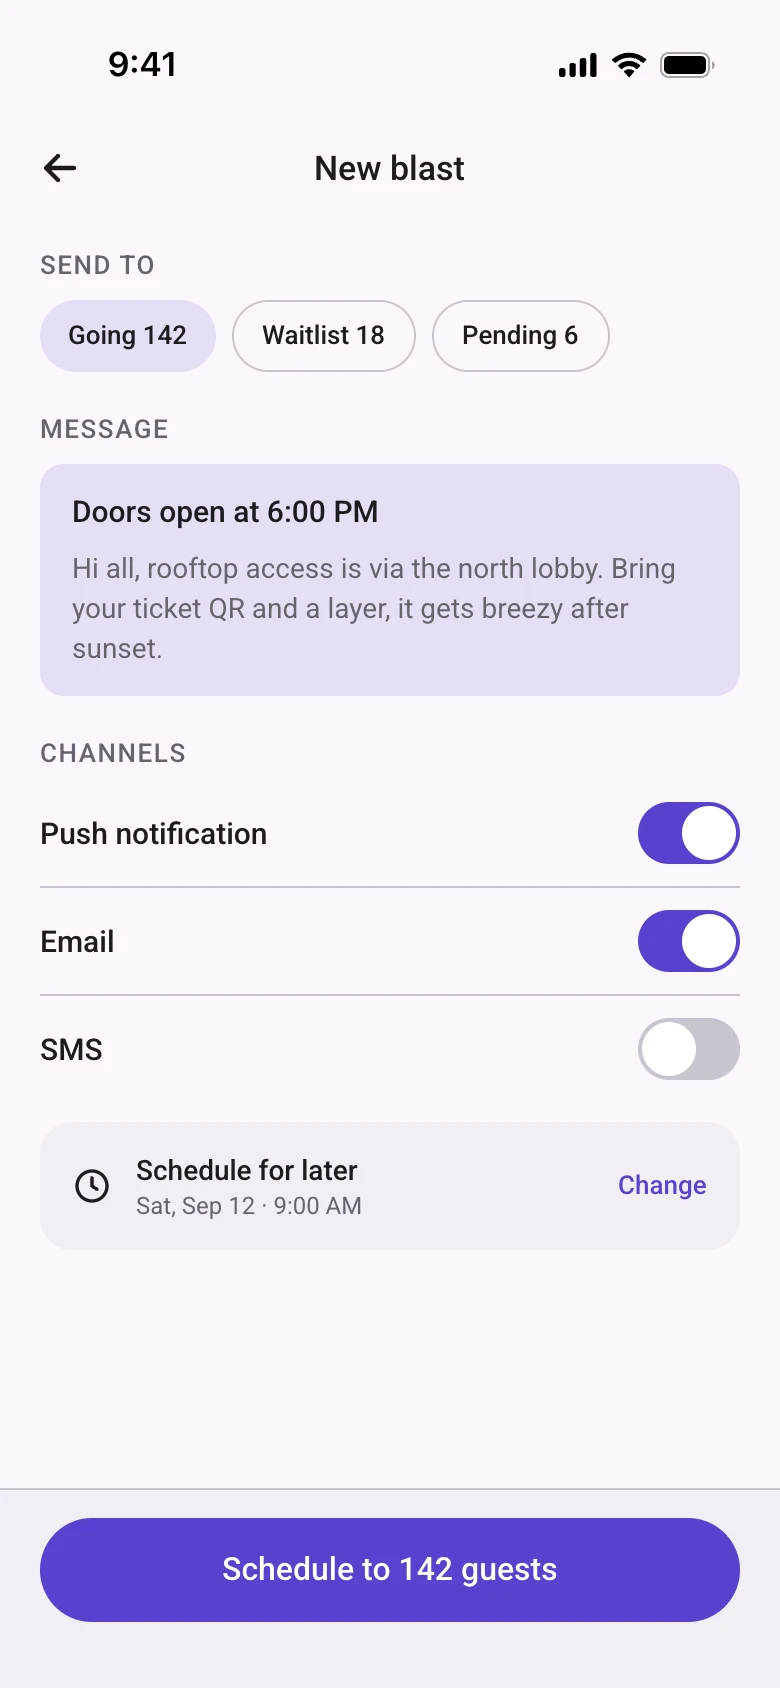 9:41
New blast
SEND TO
Going 142
Waitlist 18
Pending 6
MESSAGE
Doors open at 6:00 PM
Hi all, rooftop access is via the north lobby. Bring
your ticket QR and a layer, it gets breezy after
sunset.
CHANNELS
Push notification
Email
SMS
Schedule for later
Sat, Sep 12 · 9:00 AM
Change
Schedule to 142 guests